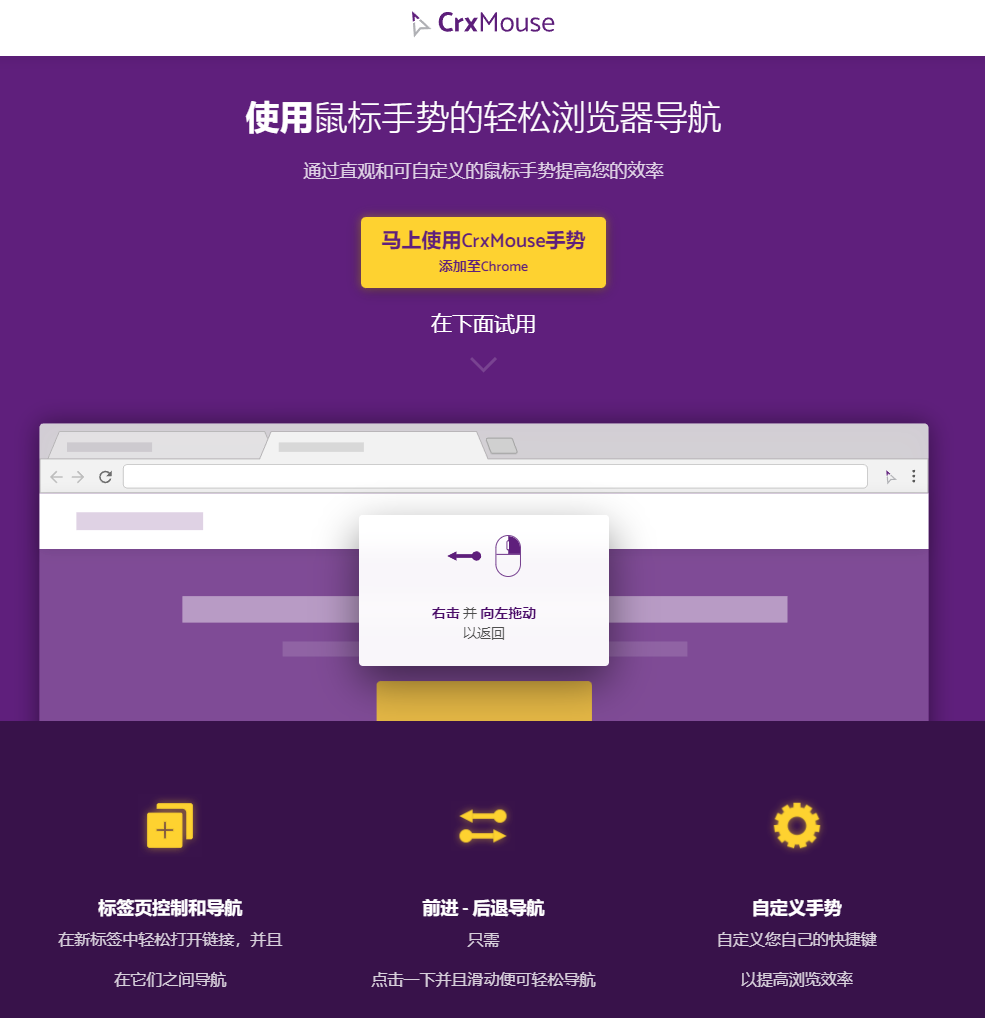 CrxMouse
使用鼠标手势的轻松浏览器导航
通过直观和可自定义的鼠标手势提高您的效率
马上使用CrxMouse手势
添加至Chrome
在下面试用
右击 并 向左拖动
以返回
标签页控制和导航
在新标签中轻松打开链接，并且
在它们之间导航
前进 - 后退导航
只需
点击一下并且滑动便可轻松导航
自定义手势
自定义您自己的快捷键
以提高浏览效率